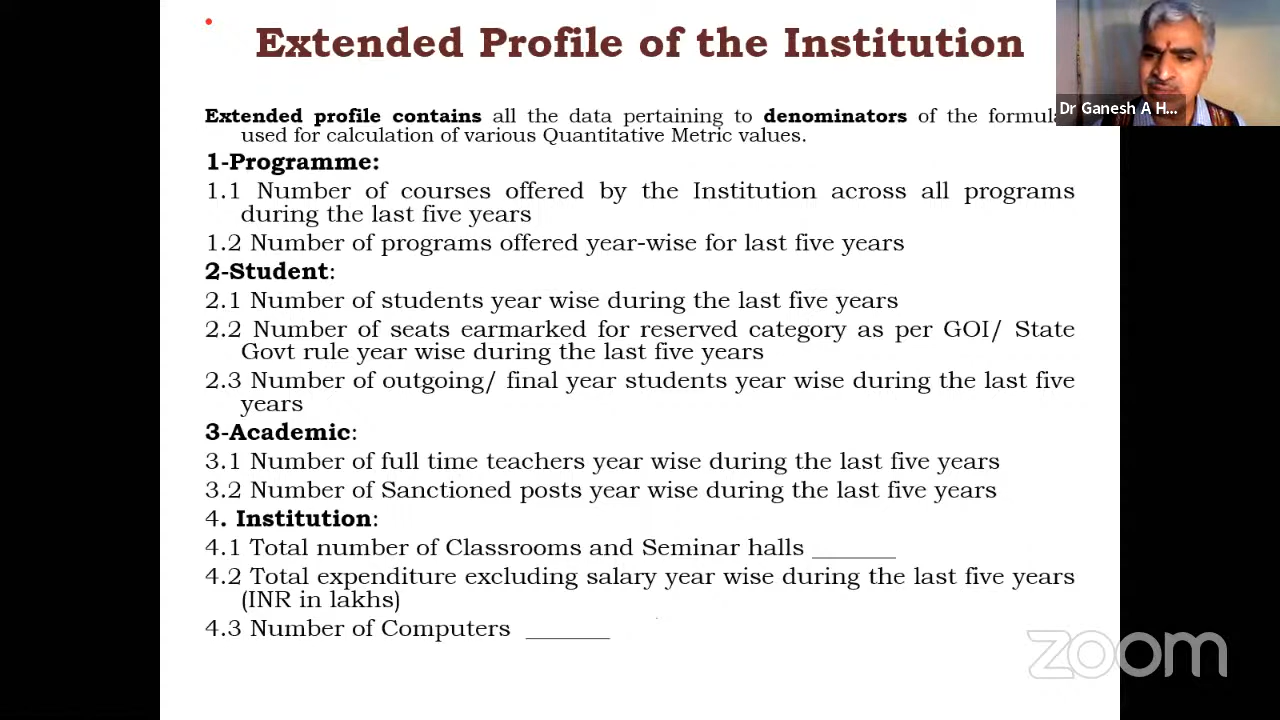 Extended Profile of the Institution
Dr Ganesh A H...
Extended profile contains all the data pertaining to denominators of the
used for calculation of various Quantitative Metric values.
1-Programme:
1.1 Number of courses offered by the Institution across all programs
during the last five years
1.2 Number of programs offered year-wise for last five years
2-Student:
2.1 Number of students year wise during the last five years
2.2 Number of seats earmarked for reserved category as per GOI/ State
Govt rule year wise during the last five years
2.3 Number of outgoing/ final year students year wise during the last five
years
3-Academic:
3.1 Number of full time teachers year wise during the last five years
3.2 Number of Sanctioned posts year wise during the last five years
4. Institution:
4.1 Total number of Classrooms and Seminar halls ______
4.2 Total expenditure excluding salary year wise during the last five years
(INR in lakhs)
4.3 Number of Computers ______
zoom